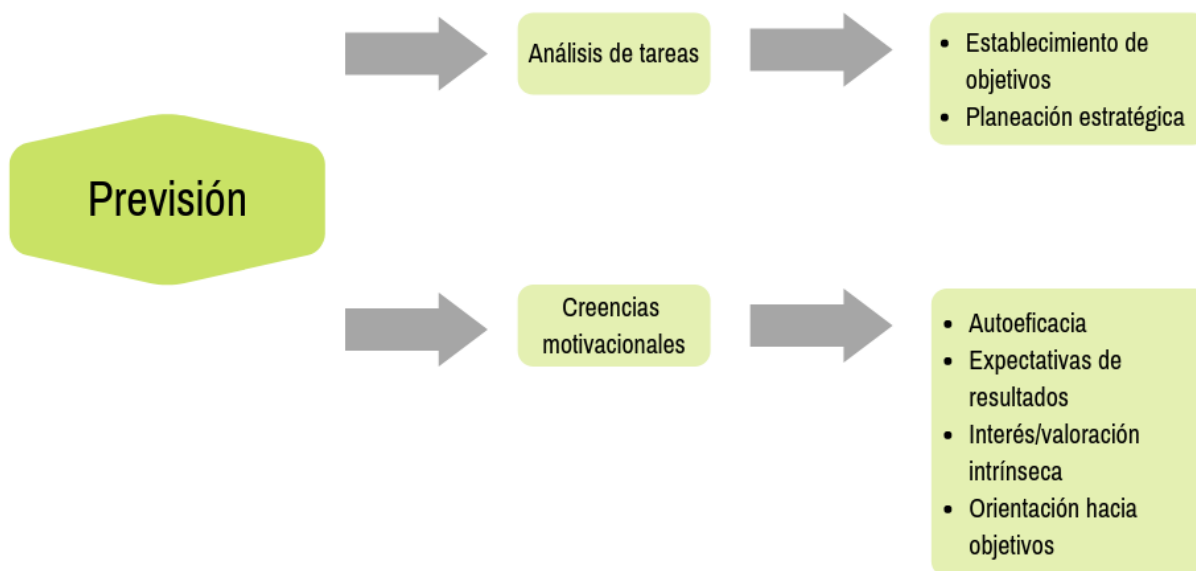 Previsión
Análisis de tareas
• Establecimiento de
objetivos
• Planeación estratégica
Creencias
motivacionales
• Autoeficacia
• Expectativas de
resultados
• Interés/valoración
intrínseca
• Orientación hacia
objetivos